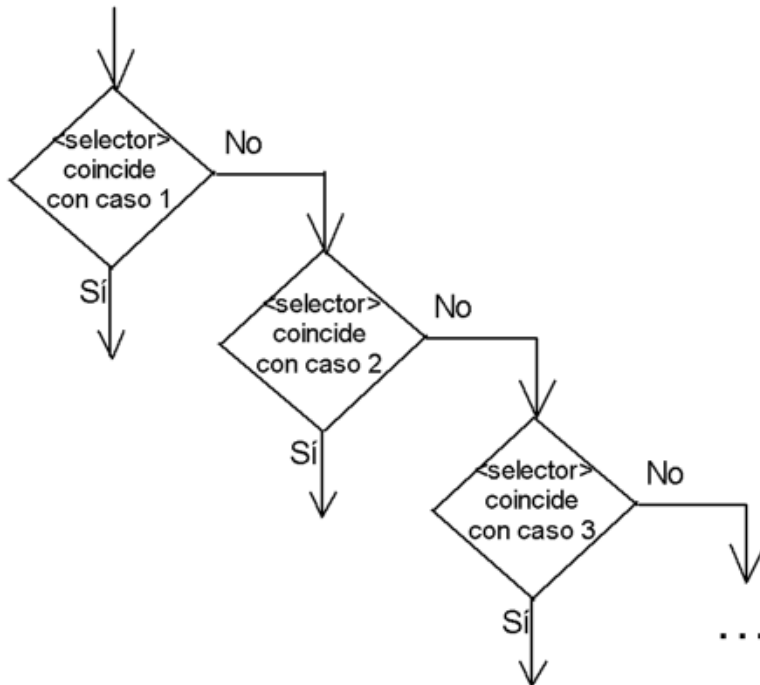 <selector>
coincide
con caso 1
No
Sí
<selector>
coincide
con caso 2
No
Sí
<selector>
coincide
con caso 3
No
Sí
...